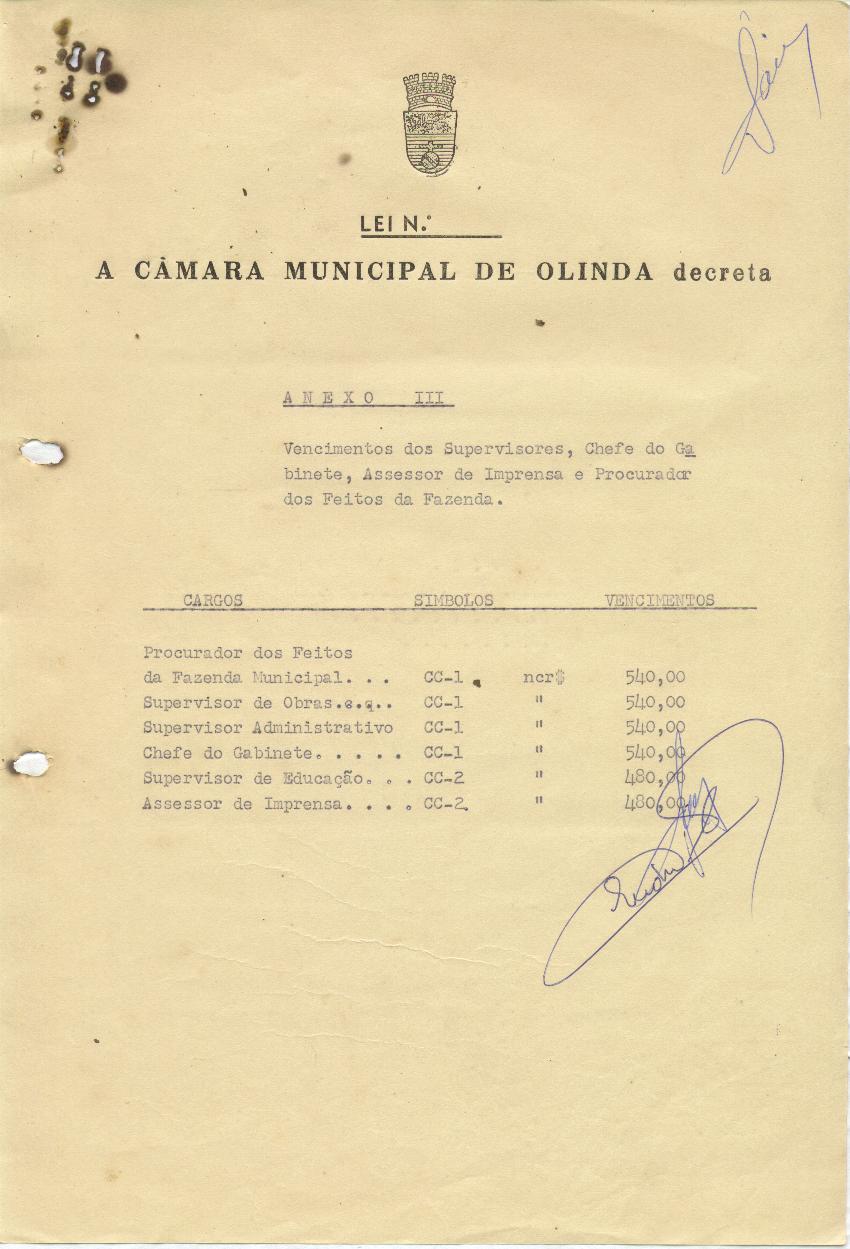 LEI N.º
A CÂMARA MUNICIPAL DE OLINDA decreta
ANEXO III
Vencimentos dos Supervisores, Chefe do Ga
binete, Assessor de Imprensa e Procurador
dos Feitos da Fazenda.
CARGOS SIMBOLOS VENCIMENTOS
Procurador dos Feitos
da Fazenda Municipal. . . CC-1 ncr$ 540,00
Supervisor de Obras.s.q.. CC-1 " 540,00
Supervisor Administrativo CC-1 " 540,00
Chefe do Gabinete. . . . . CC-1 " 540,00
Supervisor de Educação. . . CC-2 " 480,00
Assessor de Imprensa. . . . CC-2. " 480,00